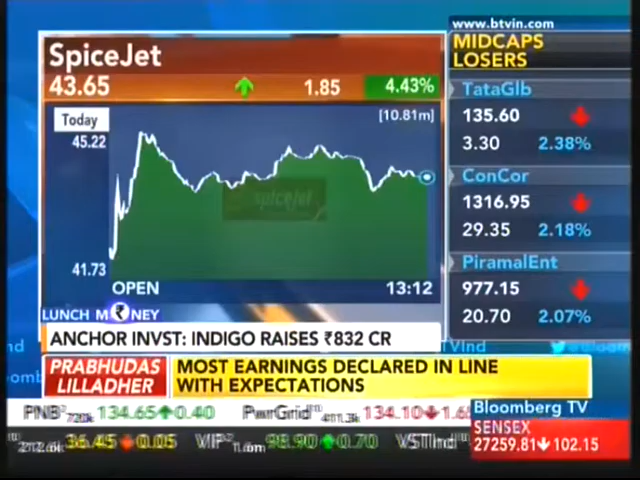 www.btvin.com
SpiceJet
43.65 1.85 4.43%
Today
[10.81m]
45.22
spiceJet
41.73
OPEN 13:12
MIDCAPS
LOSERS
TataGlb
135.60
3.30 2.38%
ConCor
1316.95
29.35 2.18%
PiramalEnt
977.15
20.70 2.07%
LUNCH M₹NEY
ANCHOR INVST: INDIGO RAISES ₹832 CR
PRABHUDAS
LILLADHER
MOST EARNINGS DECLARED IN LINE
WITH EXPECTATIONS
PNB 134.65 0.40 PwrGrid 134.10
36.45 0.05 VIP 98.90 0.70 VSTInd
Bloomberg TV
SENSEX
27259.81 102.15